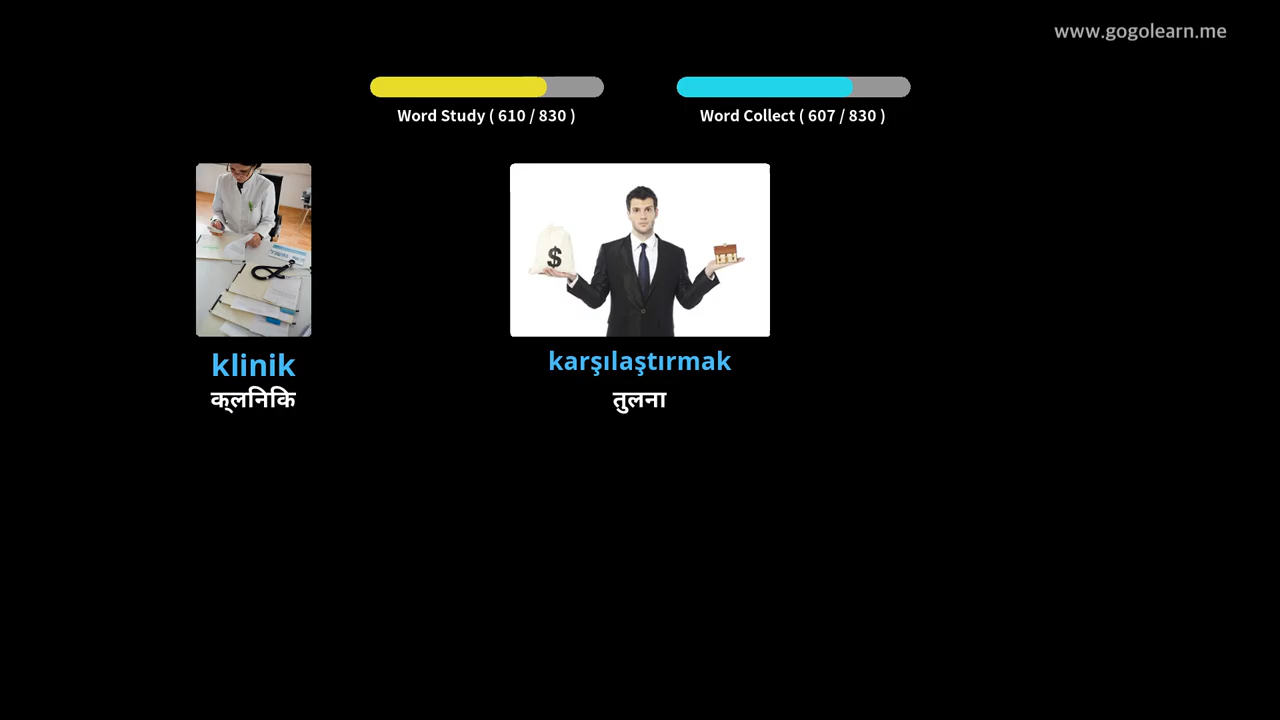 www.gogolearn.me
Word Study ( 610 / 830 )
Word Collect ( 607 / 830 )
$
klinik
क्लिनिक
karşılaştırmak
तुलना